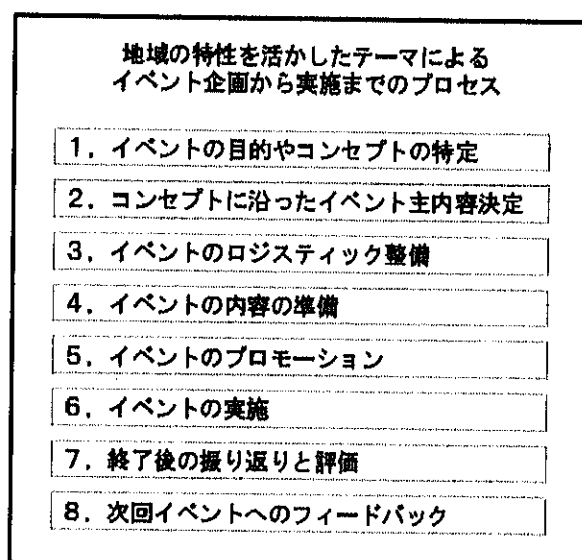 地域の特性を活かしたテーマによる
イベント企画から実施までのプロセス
1．イベントの目的やコンセプトの特定
2．コンセプトに沿ったイベント主内容決定
3．イベントのロジスティック整備
4．イベントの内容の準備
5．イベントのプロモーション
6．イベントの実施
7．終了後の振り返りと評価
8．次回イベントへのフィードバック